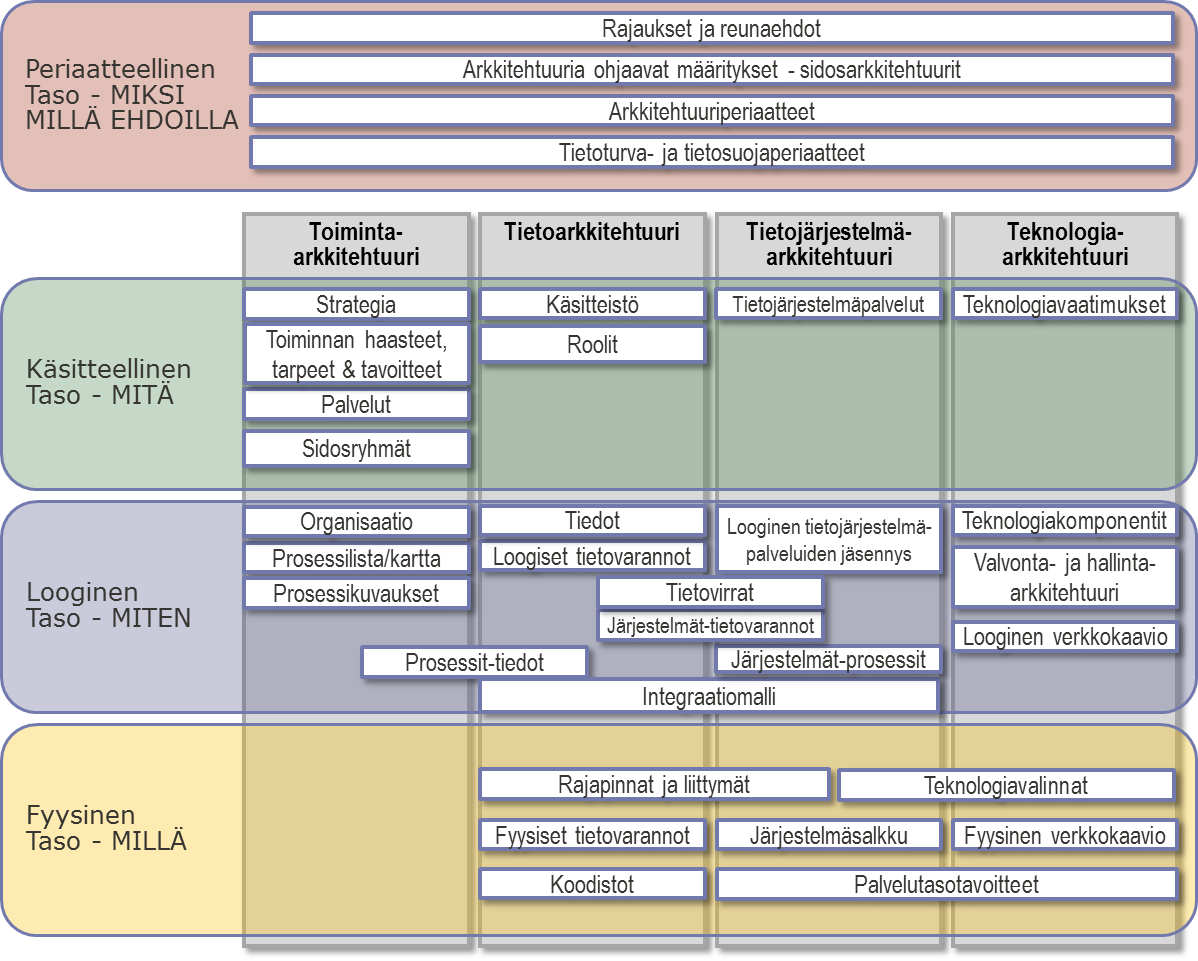 Periaatteellinen
Taso - MIKSI
MILLÄ EHDOILLA
Rajaukset ja reunaehdot
Arkkitehtuuria ohjaavat määritykset - sidosarkkitehtuurit
Arkkitehtuuriperiaatteet
Tietoturva- ja tietosuojaperiaatteet
Toiminta-
arkkitehtuuri
Tietoarkkitehtuuri
Tietojärjestelmä-
arkkitehtuuri
Teknologia-
arkkitehtuuri
Käsitteellinen
Taso - MITÄ
Strategia
Toiminnan haasteet,
tarpeet & tavoitteet
Palvelut
Sidosryhmät
Käsitteistö
Roolit
Tietojärjestelmäpalvelut
Teknologiavaatimukset
Looginen
Taso - MITEN
Organisaatio
Prosessilista/kartta
Prosessikuvaukset
Tiedot
Loogiset tietovarannot
Looginen tietojärjestelmä-
palveluiden jäsennys
Teknologiakomponentit
Valvonta- ja hallinta-
arkkitehtuuri
Looginen verkkokaavio
Tietovirrat
Järjestelmät-tietovarannot
Prosessit-tiedot
Järjestelmät-prosessit
Integraatiomalli
Fyysinen
Taso - MILLÄ
Rajapinnat ja liittymät
Teknologiavalinnat
Fyysiset tietovarannot
Järjestelmäsalkku
Fyysinen verkkokaavio
Koodistot
Palvelutasotavoitteet